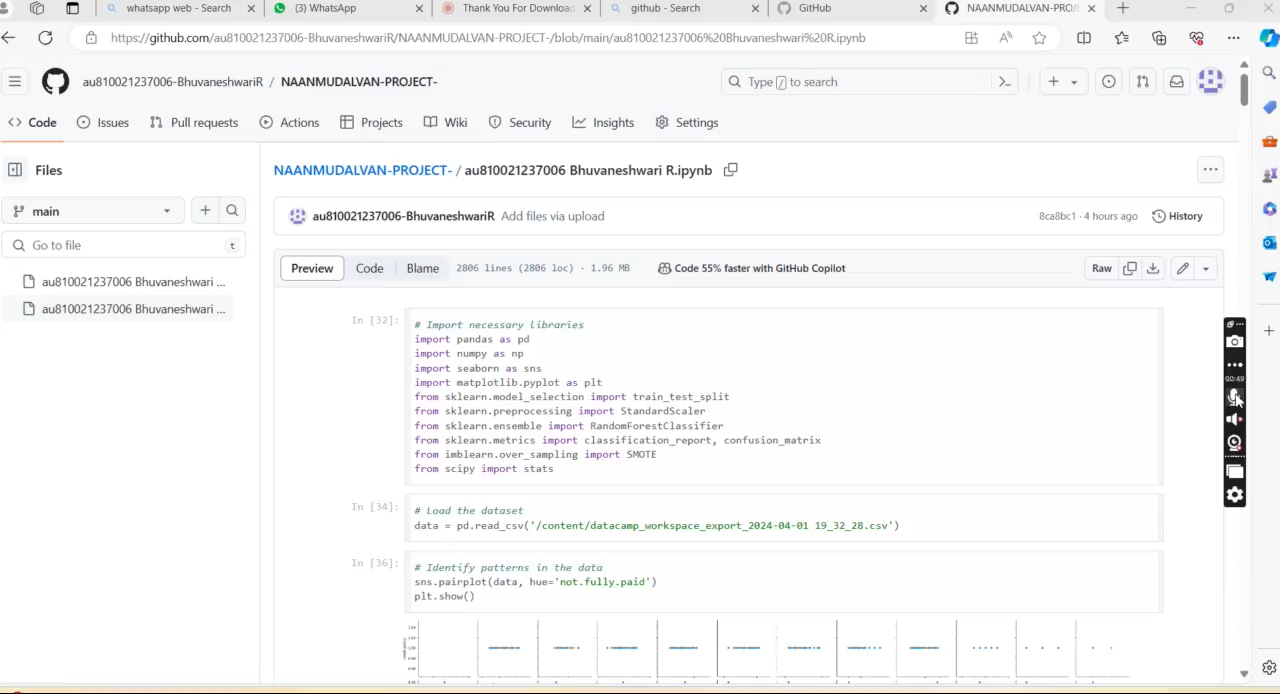 whatsapp web - Search
(3) WhatsApp
Thank You For Download
github - Search
GitHub
NAANMUDALVAN-PROJE
https://github.com/au810021237006-BhuvaneshwariR/NAANMUDALVAN-PROJECT-/blob/main/au810021237006%20Bhuvaneshwari%20R.ipynb
au810021237006-BhuvaneshwariR / NAANMUDALVAN-PROJECT-
Type / to search
Code Issues Pull requests Actions Projects Wiki Security Insights Settings
Files
NAANMUDALVAN-PROJECT- / au810021237006 Bhuvaneshwari R.ipynb
main
au810021237006-BhuvaneshwariR Add files via upload
8ca8bc1 · 4 hours ago History
Go to file t
Preview Code Blame 2806 lines (2806 loc) · 1.96 MB Code 55% faster with GitHub Copilot Raw
au810021237006 Bhuvaneshwari ...
au810021237006 Bhuvaneshwari ...
In [32]:
# Import necessary libraries
import pandas as pd
import numpy as np
import seaborn as sns
import matplotlib.pyplot as plt
from sklearn.model_selection import train_test_split
from sklearn.preprocessing import StandardScaler
from sklearn.ensemble import RandomForestClassifier
from sklearn.metrics import classification_report, confusion_matrix
from imblearn.over_sampling import SMOTE
from scipy import stats
In [34]:
# Load the dataset
data = pd.read_csv('/content/datacamp_workspace_export_2024-04-01 19_32_28.csv')
In [36]:
# Identify patterns in the data
sns.pairplot(data, hue='not.fully.paid')
plt.show()
00:49